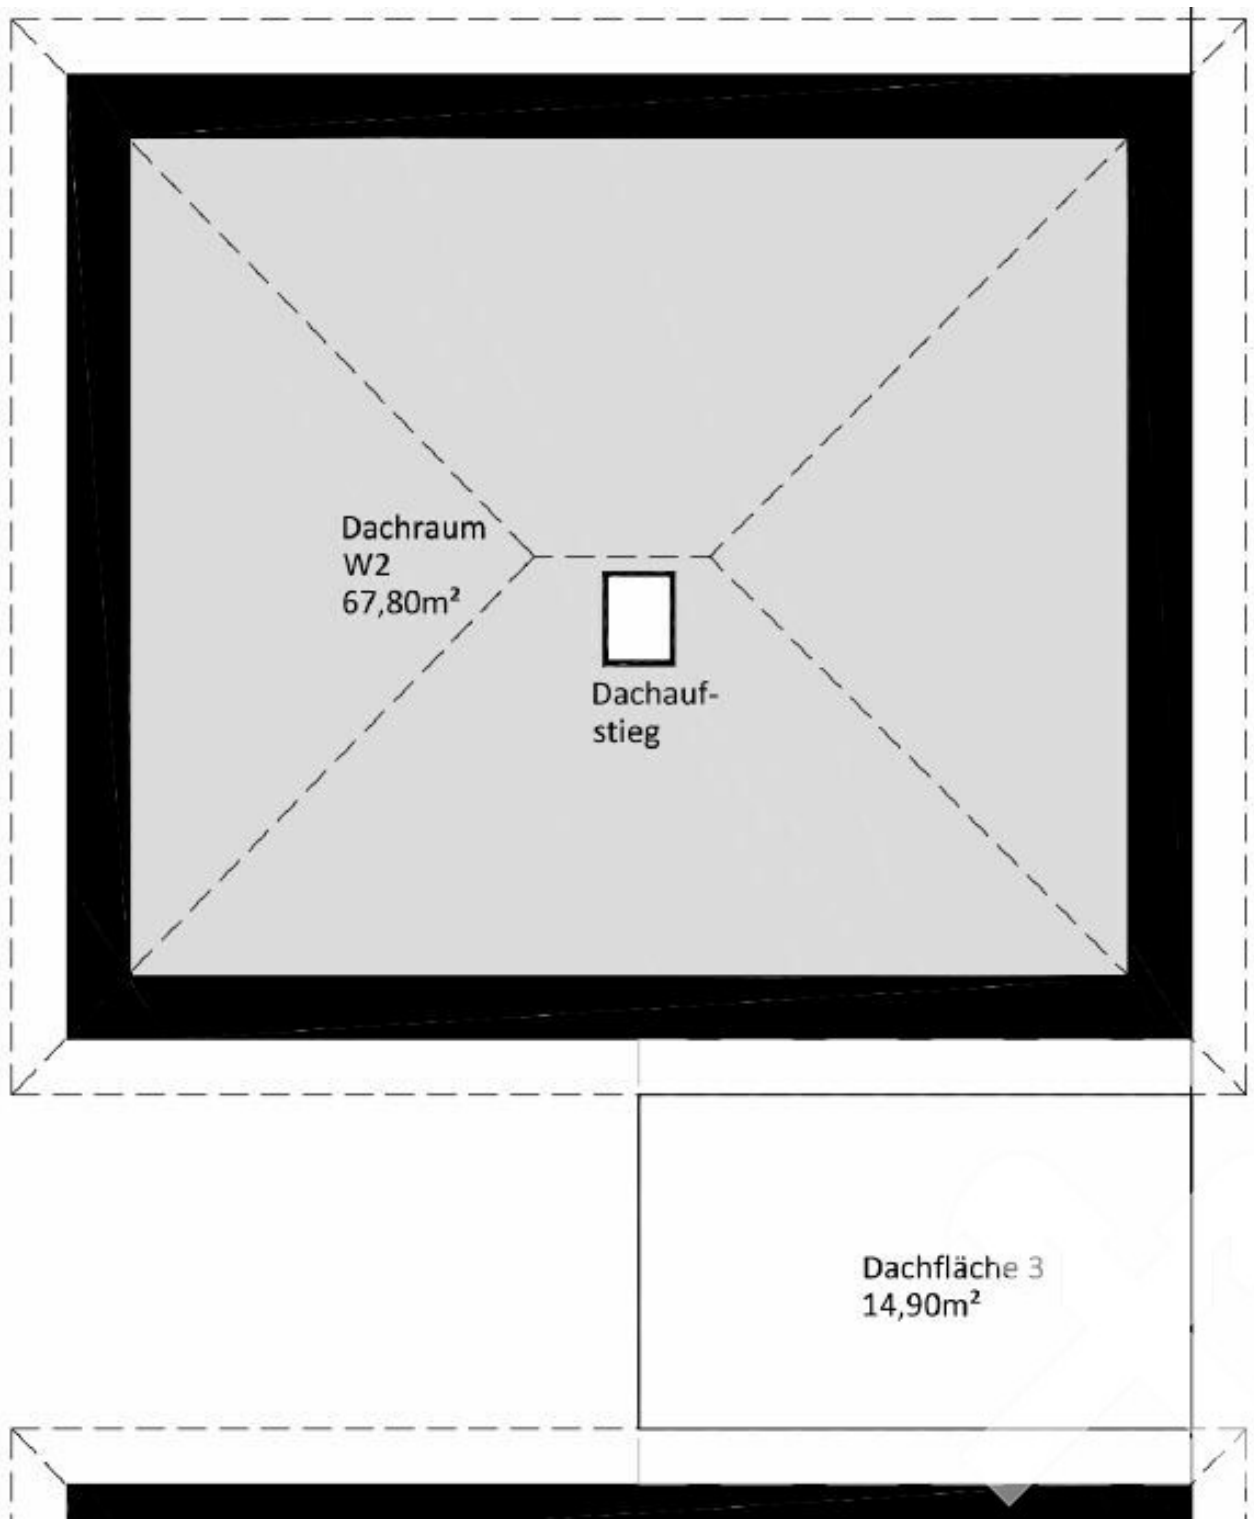 Dachraum
W2
67,80m²
Dachauf-
stieg
Dachfläche 3
14,90m²